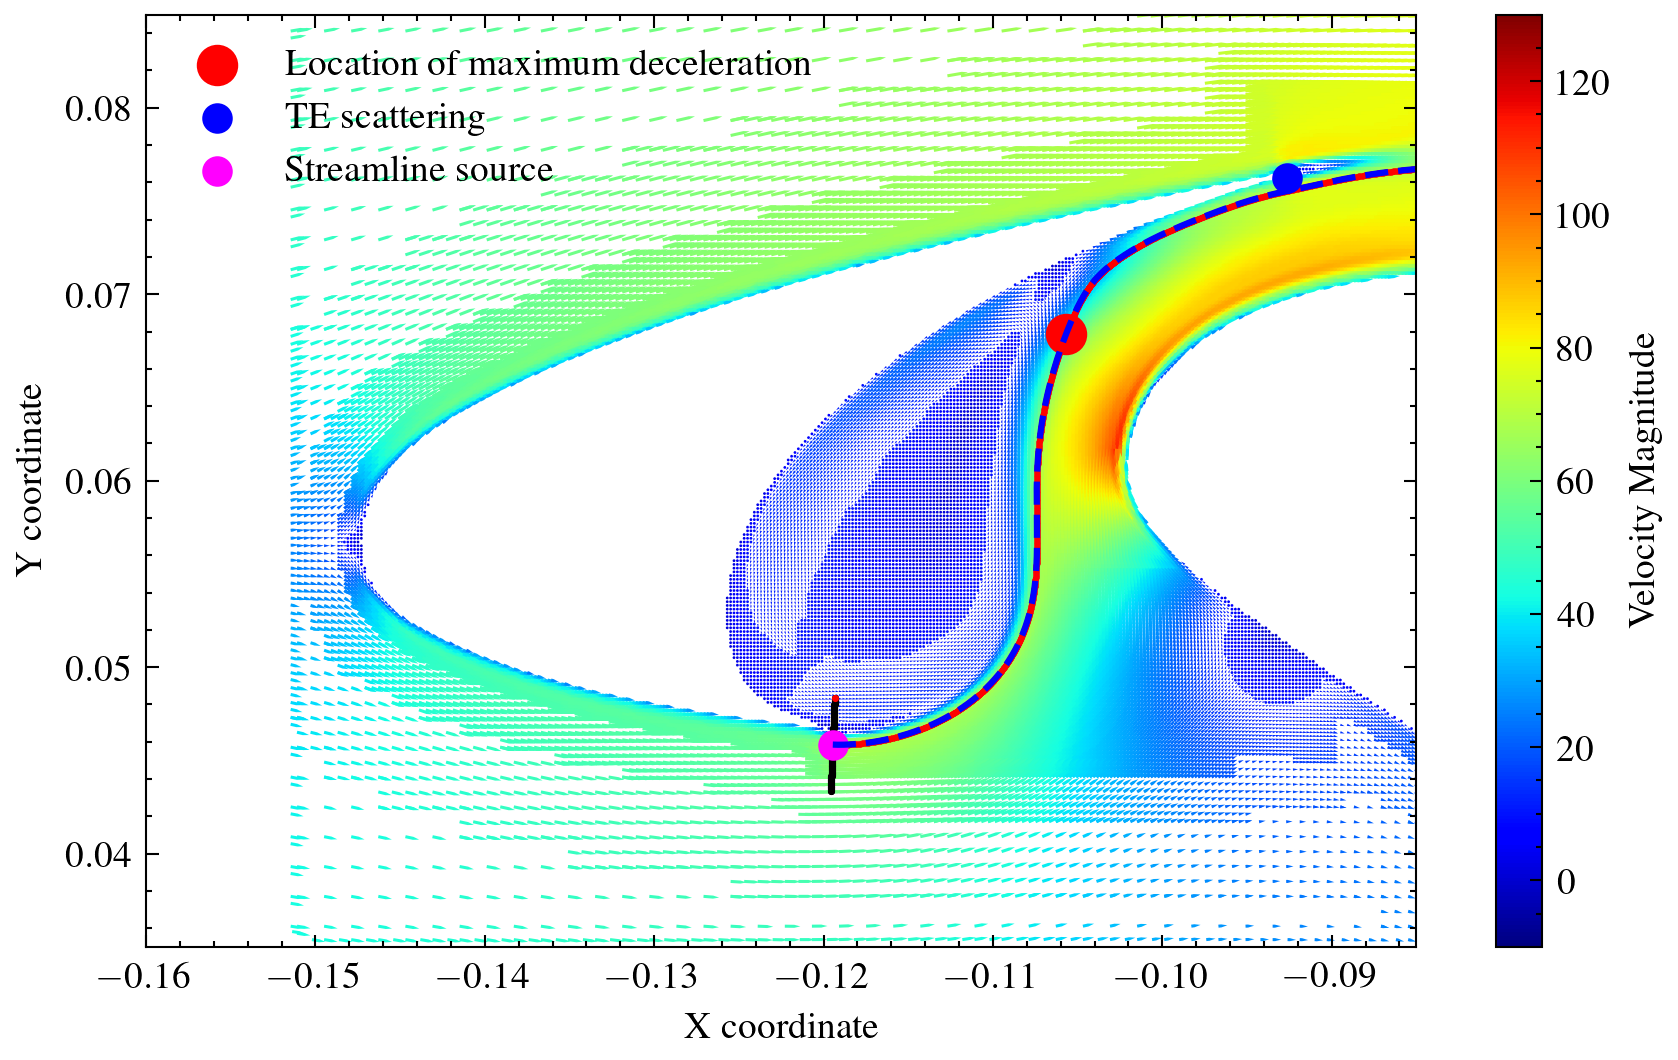 Location of maximum deceleration
TE scattering
Streamline source
0.08
0.07
0.06
0.05
0.04
Y coordinate
−0.16 −0.15 −0.14 −0.13 −0.12 −0.11 −0.10 −0.09
X coordinate
120
100
80
60
40
20
0
Velocity Magnitude